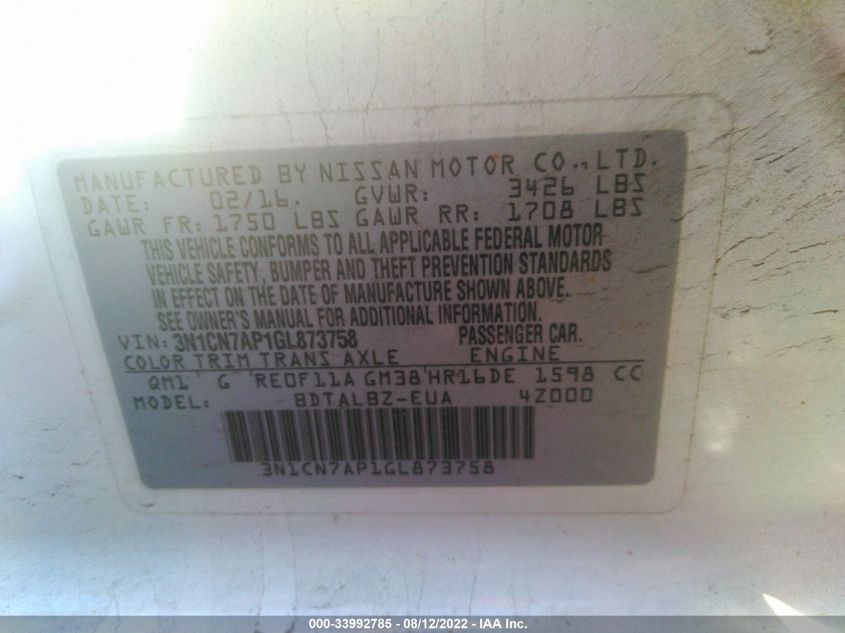 MANUFACTURED BY NISSAN MOTOR CO., LTD.
DATE: 02/16. GVWR: 3426 LBS
GAWR FR: 1750 LBS GAWR RR: 1708 LBS
THIS VEHICLE CONFORMS TO ALL APPLICABLE FEDERAL MOTOR
VEHICLE SAFETY, BUMPER AND THEFT PREVENTION STANDARDS
IN EFFECT ON THE DATE OF MANUFACTURE SHOWN ABOVE.
SEE OWNER'S MANUAL FOR ADDITIONAL INFORMATION.
VIN: 3N1CN7AP1GL873758 PASSENGER CAR.
COLOR TRIM TRANS AXLE ENGINE
QM1 G RE0F11A GM38 HR16DE 1598 CC
MODEL: BDTALBZ-EUA 4Z000
3N1CN7AP1GL873758
000-33992785 - 08/12/2022 - IAA Inc.